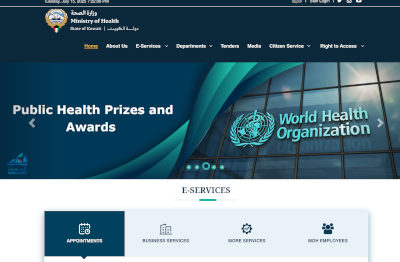 Tuesday, July 15, 2025 7:20:58 PM
وزارة الصحة
Ministry of Health
State of Kuwait | دولة الكويت
Home About Us E-Services Departments Tenders Media Citizen Service Right to Access
Public Health Prizes and
Awards
World Health
Organization
E-SERVICES
APPOINTMENTS BUSINESS SERVICES MORE SERVICES MOH EMPLOYEES